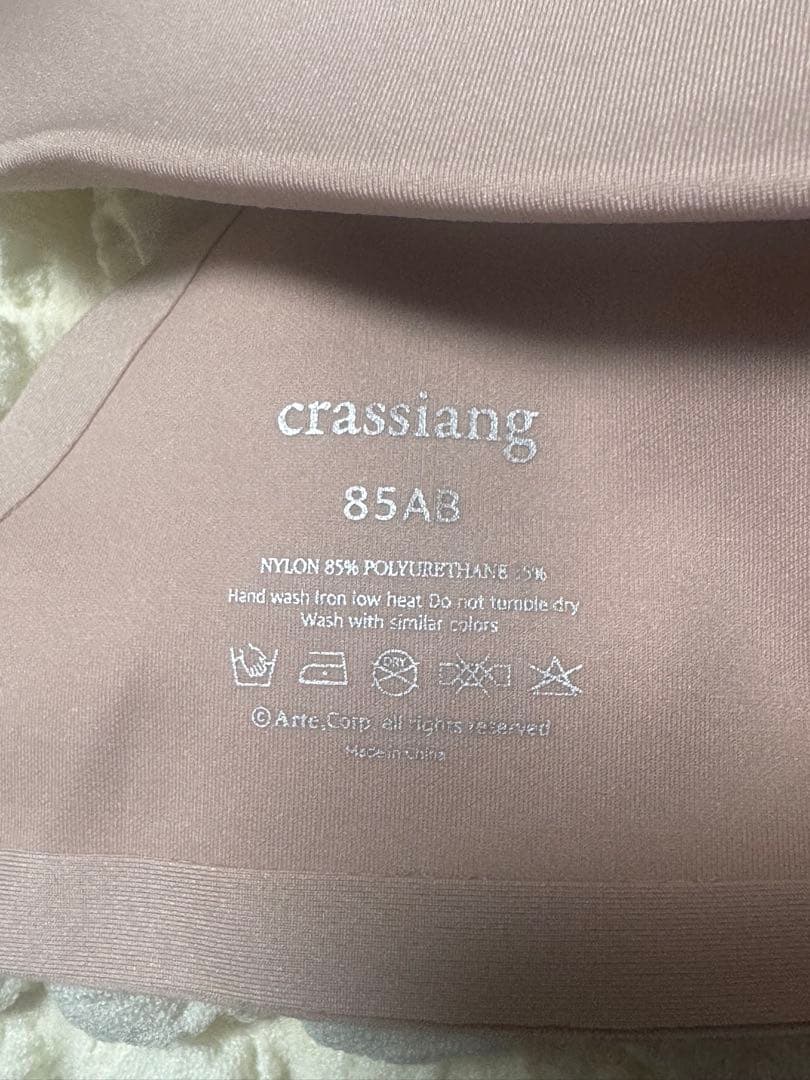 crassiang
85AB
NYLON 85% POLYURETHANE 15%
Hand wash Iron low heat Do not tumble dry
Wash with similar colors
DRY
©Arte,Corp. all rights reserved
Made in China